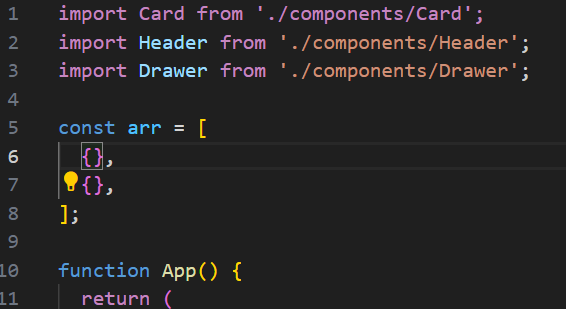 1 import Card from './components/Card';
2 import Header from './components/Header';
3 import Drawer from './components/Drawer';
4
5 const arr = [
6   {},
7   {},
8 ];
9
10 function App() {
11   return (